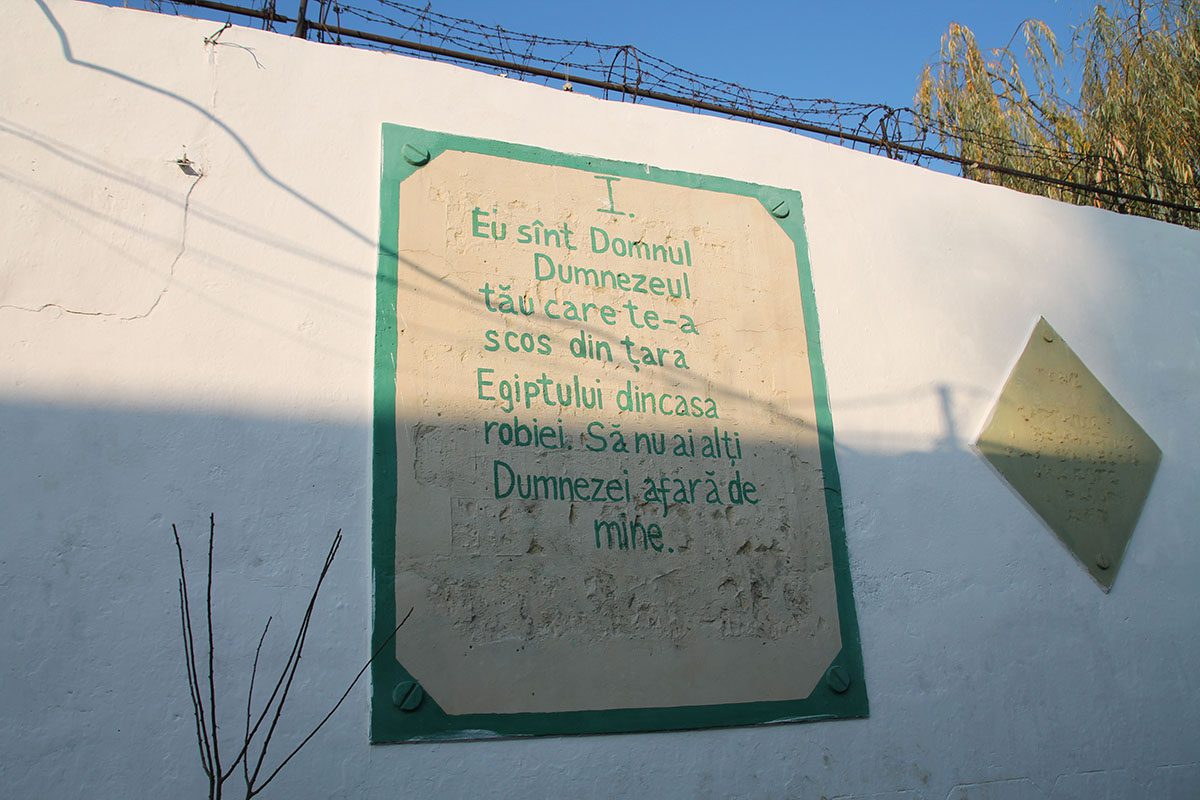 I.
Eu sînt Domnul
Dumnezeul
tău care te-a
scos din țara
Egiptului dincasa
robiei. Să nu ai alți
Dumnezei afară de
mine.